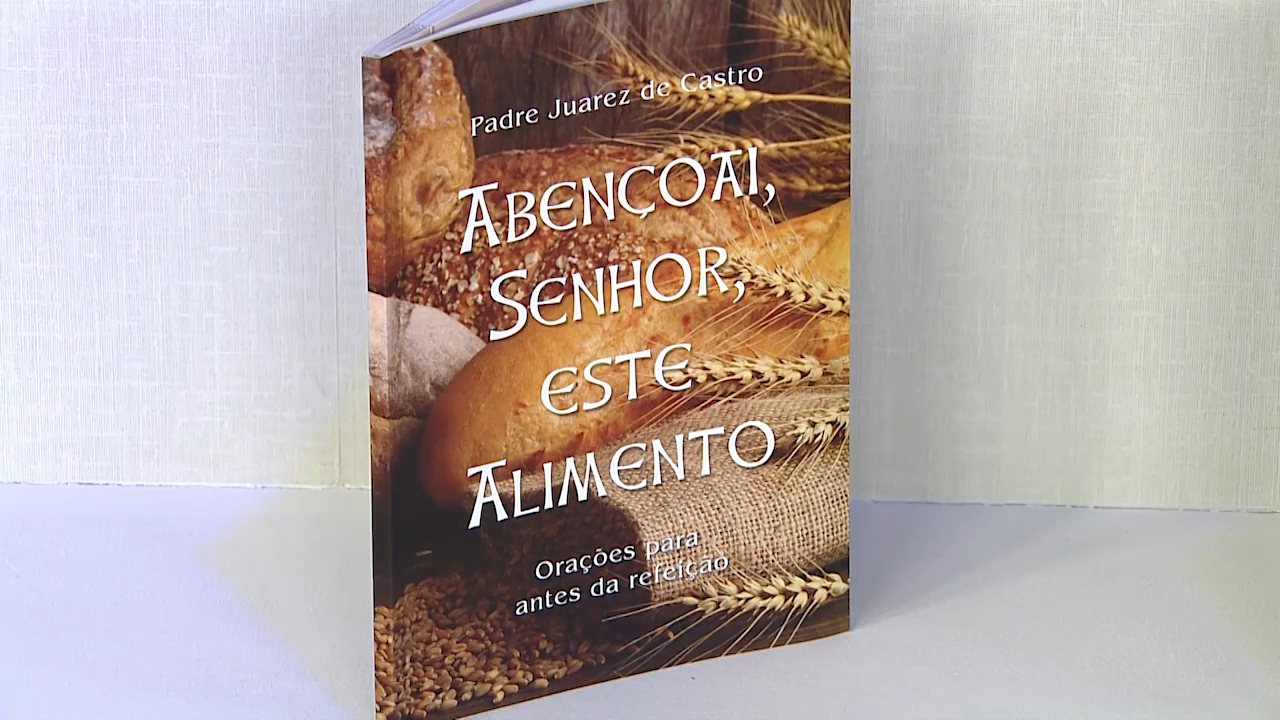 Padre Juarez de Castro
Abençoai,
Senhor,
este
Alimento
Orações para
antes da refeição